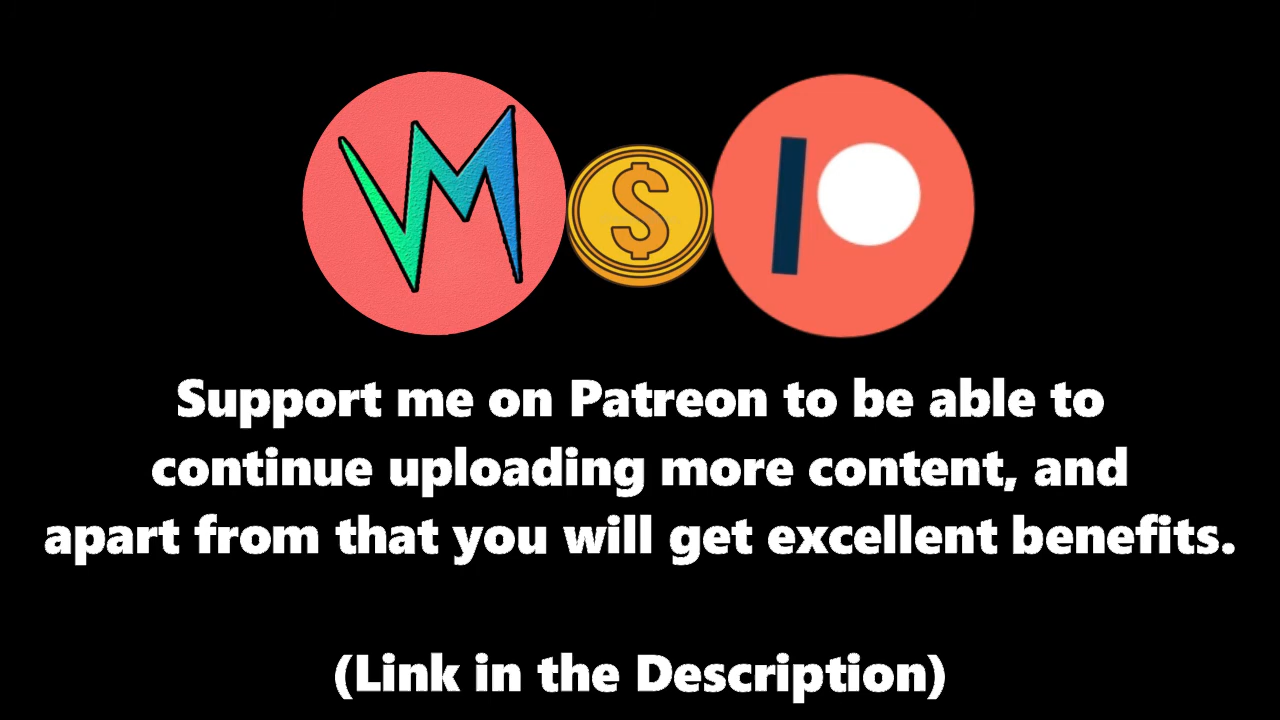 VM
$
Support me on Patreon to be able to
continue uploading more content, and
apart from that you will get excellent benefits.
(Link in the Description)